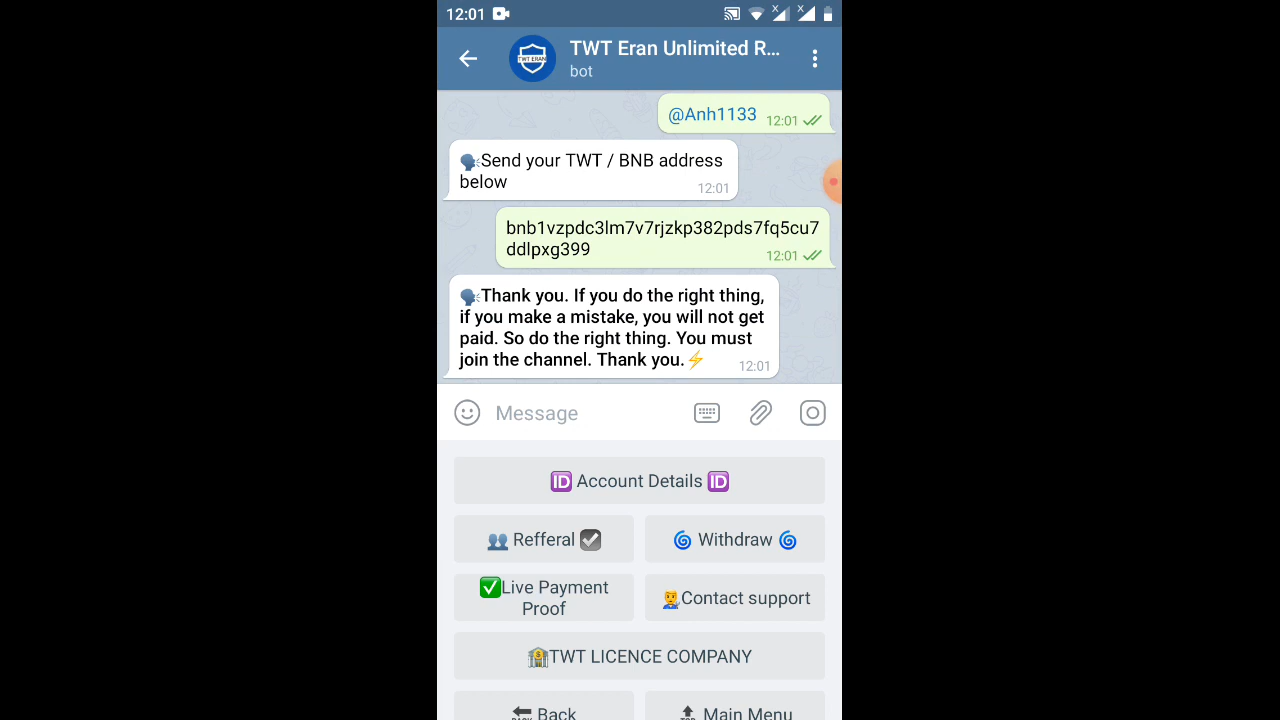 12:01
TWT Eran Unlimited R...
bot
TWT ERAN
@Anh1133 12:01
🗣Send your TWT / BNB address
below 12:01
bnb1vzpdc3lm7v7rjzkp382pds7fq5cu7
ddlpxg399 12:01
🗣Thank you. If you do the right thing,
if you make a mistake, you will not get
paid. So do the right thing. You must
join the channel. Thank you.⚡ 12:01
Message
🆔 Account Details 🆔
👥 Refferal ☑
🌀 Withdraw 🌀
✅Live Payment
Proof
🙋‍♂️Contact support
🏦TWT LICENCE COMPANY
🔙 Back
🔝 Main Menu